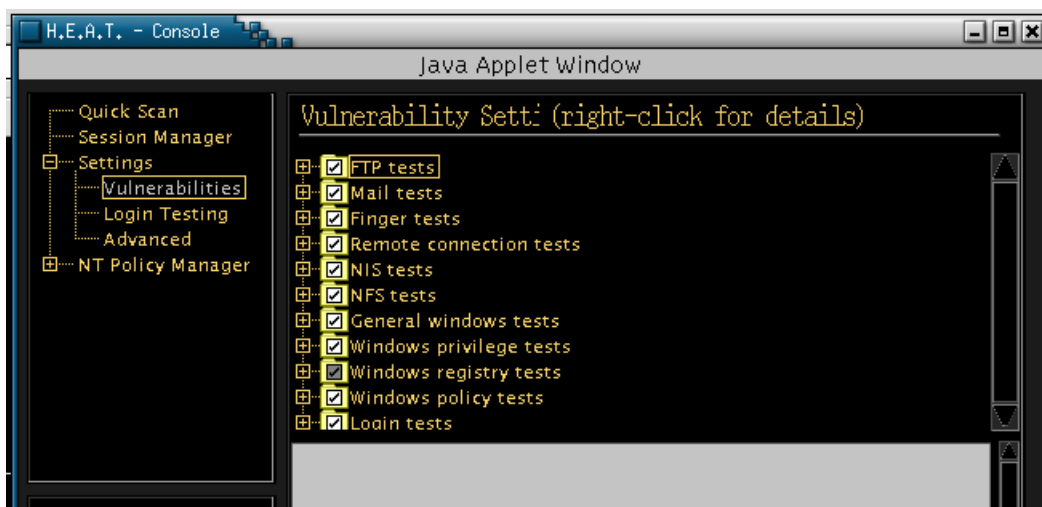 H.E.A.T. - Console
Java Applet Window
Quick Scan
Session Manager
Settings
Vulnerabilities
Login Testing
Advanced
NT Policy Manager
Vulnerability Setti (right-click for details)
FTP tests
Mail tests
Finger tests
Remote connection tests
NIS tests
NFS tests
General windows tests
Windows privilege tests
Windows registry tests
Windows policy tests
Login tests